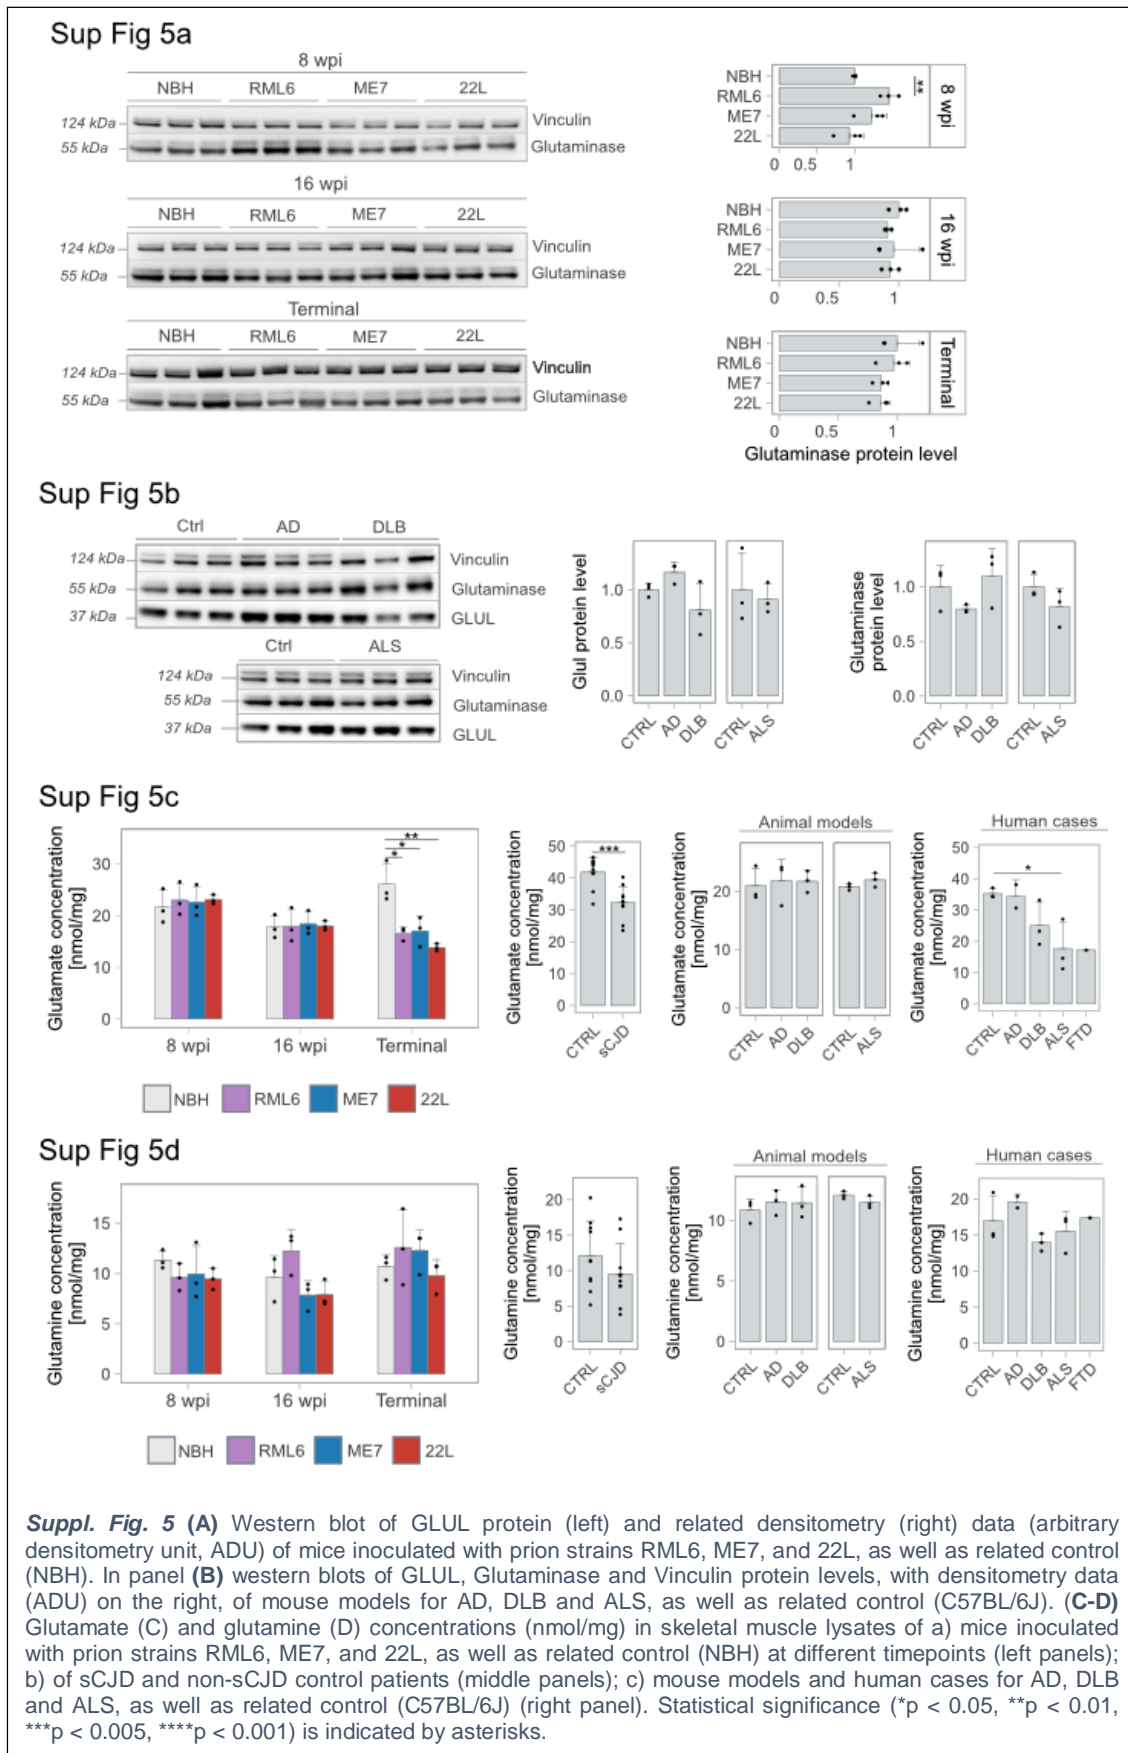 Sup Fig 5a
8 wpi
NBH RML6 ME7 22L
124 kDa Vinculin
55 kDa Glutaminase
16 wpi
NBH RML6 ME7 22L
124 kDa Vinculin
55 kDa Glutaminase
Terminal
NBH RML6 ME7 22L
124 kDa Vinculin
55 kDa Glutaminase
NBH
RML6
ME7
22L
**
8 wpi
0 0.5 1
NBH
RML6
ME7
22L
16 wpi
0 0.5 1
NBH
RML6
ME7
22L
Terminal
0 0.5 1
Glutaminase protein level
Sup Fig 5b
Ctrl AD DLB
124 kDa Vinculin
55 kDa Glutaminase
37 kDa GLUL
Ctrl ALS
124 kDa Vinculin
55 kDa Glutaminase
37 kDa GLUL
Glul protein level
1.0
0.5
0.0
CTRL AD DLB CTRL ALS
Glutaminase
protein level
1.0
0.5
0.0
CTRL AD DLB CTRL ALS
Sup Fig 5c
Glutamate concentration
[nmol/mg]
30
20
10
0
**
*
*
8 wpi 16 wpi Terminal
NBH RML6 ME7 22L
Glutamate concentration
[nmol/mg]
50
40
30
20
10
0
***
CTRL sCJD
Animal models
Glutamate concentration
[nmol/mg]
20
10
0
CTRL AD DLB CTRL ALS
Human cases
Glutamate concentration
[nmol/mg]
50
40
30
20
10
0
*
CTRL AD DLB ALS FTD
Sup Fig 5d
Glutamine concentration
[nmol/mg]
15
10
5
0
8 wpi 16 wpi Terminal
NBH RML6 ME7 22L
Glutamine concentration
[nmol/mg]
20
15
10
5
0
CTRL sCJD
Animal models
Glutamine concentration
[nmol/mg]
10
5
0
CTRL AD DLB CTRL ALS
Human cases
Glutamine concentration
[nmol/mg]
20
15
10
5
0
CTRL AD DLB ALS FTD
Suppl. Fig. 5 (A) Western blot of GLUL protein (left) and related densitometry (right) data (arbitrary
densitometry unit, ADU) of mice inoculated with prion strains RML6, ME7, and 22L, as well as related control
(NBH). In panel (B) western blots of GLUL, Glutaminase and Vinculin protein levels, with densitometry data
(ADU) on the right, of mouse models for AD, DLB and ALS, as well as related control (C57BL/6J). (C-D)
Glutamate (C) and glutamine (D) concentrations (nmol/mg) in skeletal muscle lysates of a) mice inoculated
with prion strains RML6, ME7, and 22L, as well as related control (NBH) at different timepoints (left panels);
b) of sCJD and non-sCJD control patients (middle panels); c) mouse models and human cases for AD, DLB
and ALS, as well as related control (C57BL/6J) (right panel). Statistical significance (*p < 0.05, **p < 0.01,
***p < 0.005, ****p < 0.001) is indicated by asterisks.